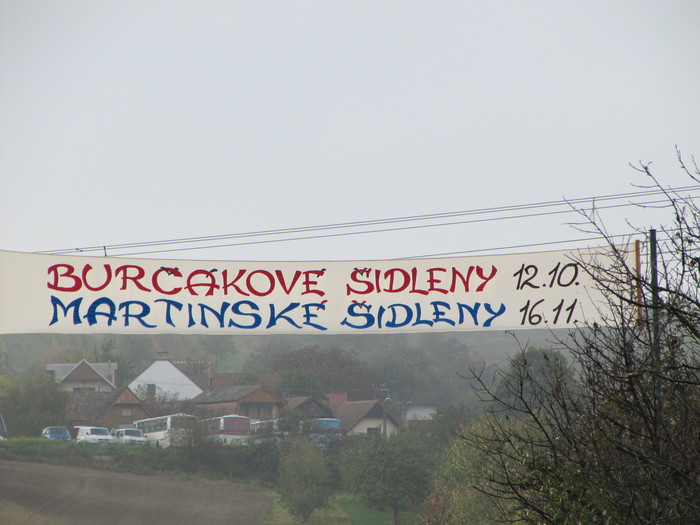 BURČÁKOVÉ ŠIDLENY 12.10.
MARTINSKÉ ŠIDLENY 16.11.